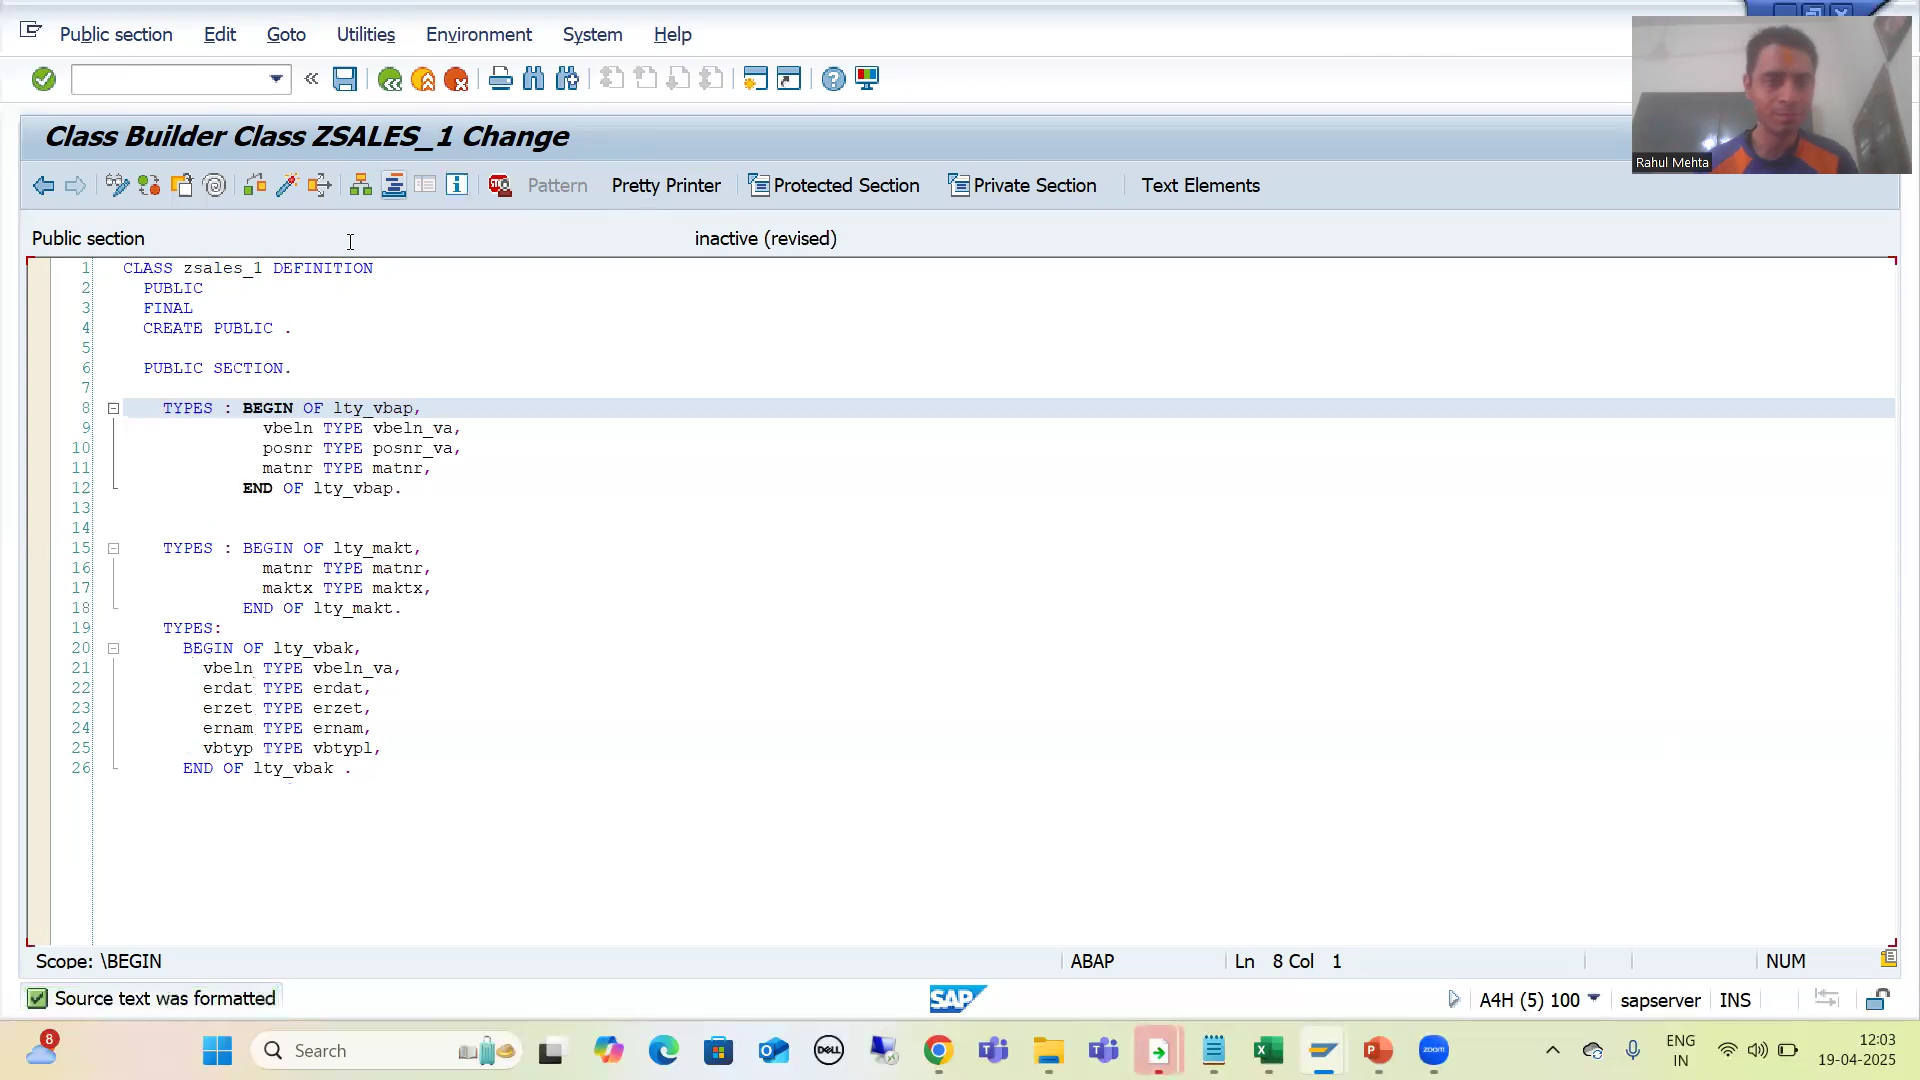 Public section Edit Goto Utilities Environment System Help
Rahul Mehta
Class Builder Class ZSALES_1 Change
Pattern Pretty Printer Protected Section Private Section Text Elements
Public section inactive (revised)
1 CLASS zsales_1 DEFINITION
2 PUBLIC
3 FINAL
4 CREATE PUBLIC .
5
6 PUBLIC SECTION.
7
8 TYPES : BEGIN OF lty_vbap,
9 vbeln TYPE vbeln_va,
10 posnr TYPE posnr_va,
11 matnr TYPE matnr,
12 END OF lty_vbap.
13
14
15 TYPES : BEGIN OF lty_makt,
16 matnr TYPE matnr,
17 maktx TYPE maktx,
18 END OF lty_makt.
19 TYPES:
20 BEGIN OF lty_vbak,
21 vbeln TYPE vbeln_va,
22 erdat TYPE erdat,
23 erzet TYPE erzet,
24 ernam TYPE ernam,
25 vbtyp TYPE vbtypl,
26 END OF lty_vbak .
Scope: \BEGIN ABAP Ln 8 Col 1 NUM
Source text was formatted SAP A4H (5) 100 sapserver INS
8 Search DELL zoom ENG IN 12:03 19-04-2025